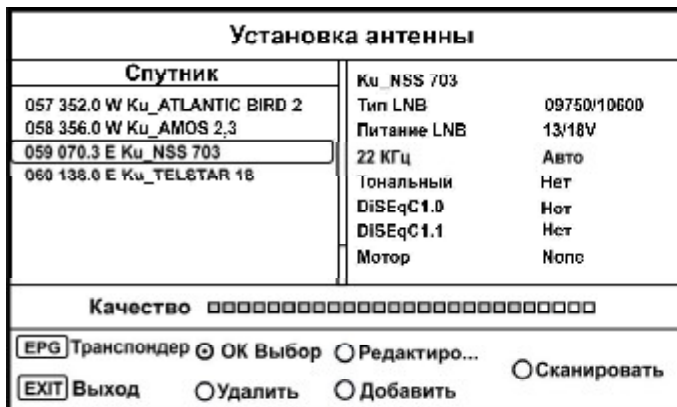 Установка антенны
Спутник
057 352.0 W Ku_ATLANTIC BIRD 2
058 356.0 W Ku_AMOS 2,3
059 070.3 E Ku_NSS 703
060 138.0 E Ku_TELSTAR 18
Ku_NSS 703
Тип LNB 09750/10600
Питание LNB 13/18V
22 КГц Авто
Тональный Нет
DiSEqC1.0 Нот
DiSEqC1.1 Нет
Мотор None
Качество
EPG Транспондер OK Выбор Редактиро... Сканировать
EXIT Выход Удалить Добавить